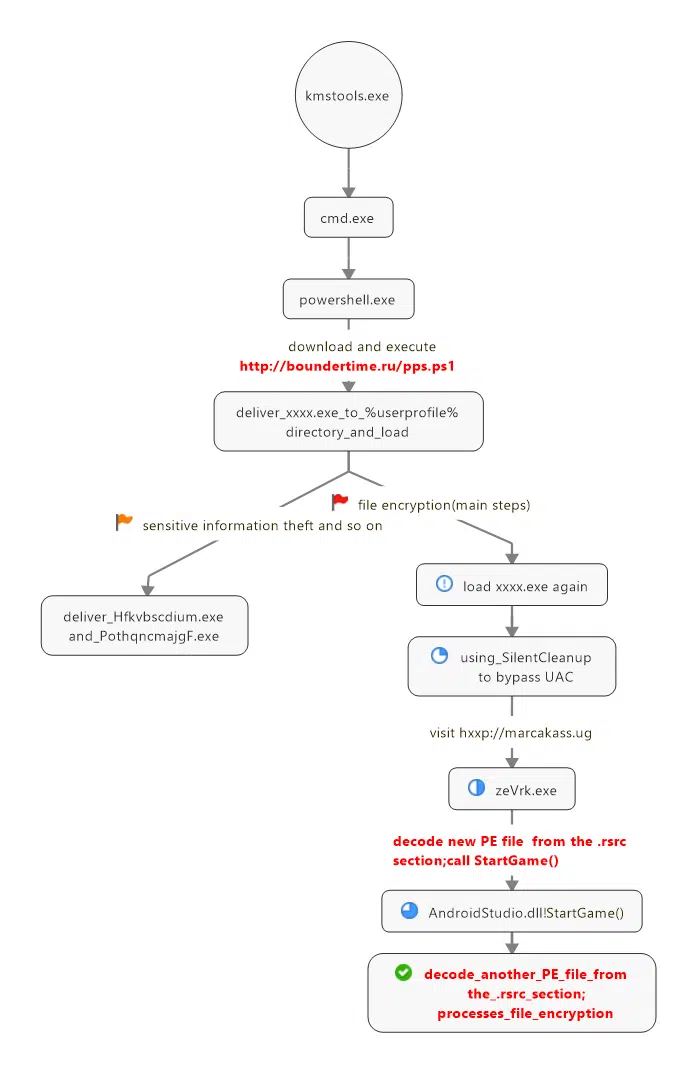 kmstools.exe
cmd.exe
powershell.exe
download and execute
http://boundertime.ru/pps.ps1
deliver_xxxx.exe_to_%userprofile%
directory_and_load
file encryption(main steps)
sensitive information theft and so on
load xxxx.exe again
deliver_Hfkvbscdium.exe
and_PothqncmajgF.exe
using_SilentCleanup
to bypass UAC
visit hxxp://marcakass.ug
zeVrk.exe
decode new PE file from the .rsrc
section;call StartGame()
AndroidStudio.dll!StartGame()
decode_another_PE_file_from
the_.rsrc_section;
processes_file_encryption